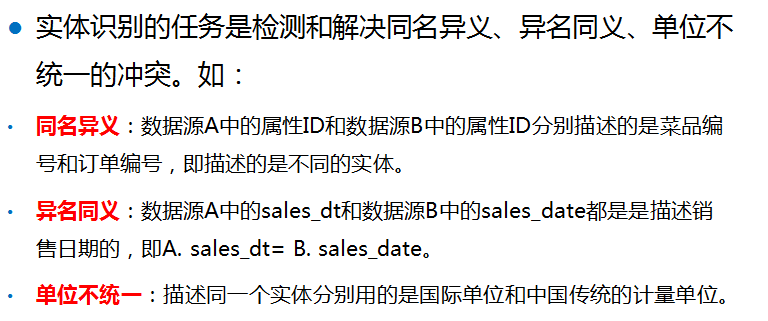 ● 实体识别的任务是检测和解决同名异义、异名同义、单位不
统一的冲突。如：
• 同名异义：数据源A中的属性ID和数据源B中的属性ID分别描述的是菜品编
号和订单编号，即描述的是不同的实体。
• 异名同义：数据源A中的sales_dt和数据源B中的sales_date都是是描述销
售日期的，即A. sales_dt= B. sales_date。
• 单位不统一：描述同一个实体分别用的是国际单位和中国传统的计量单位。